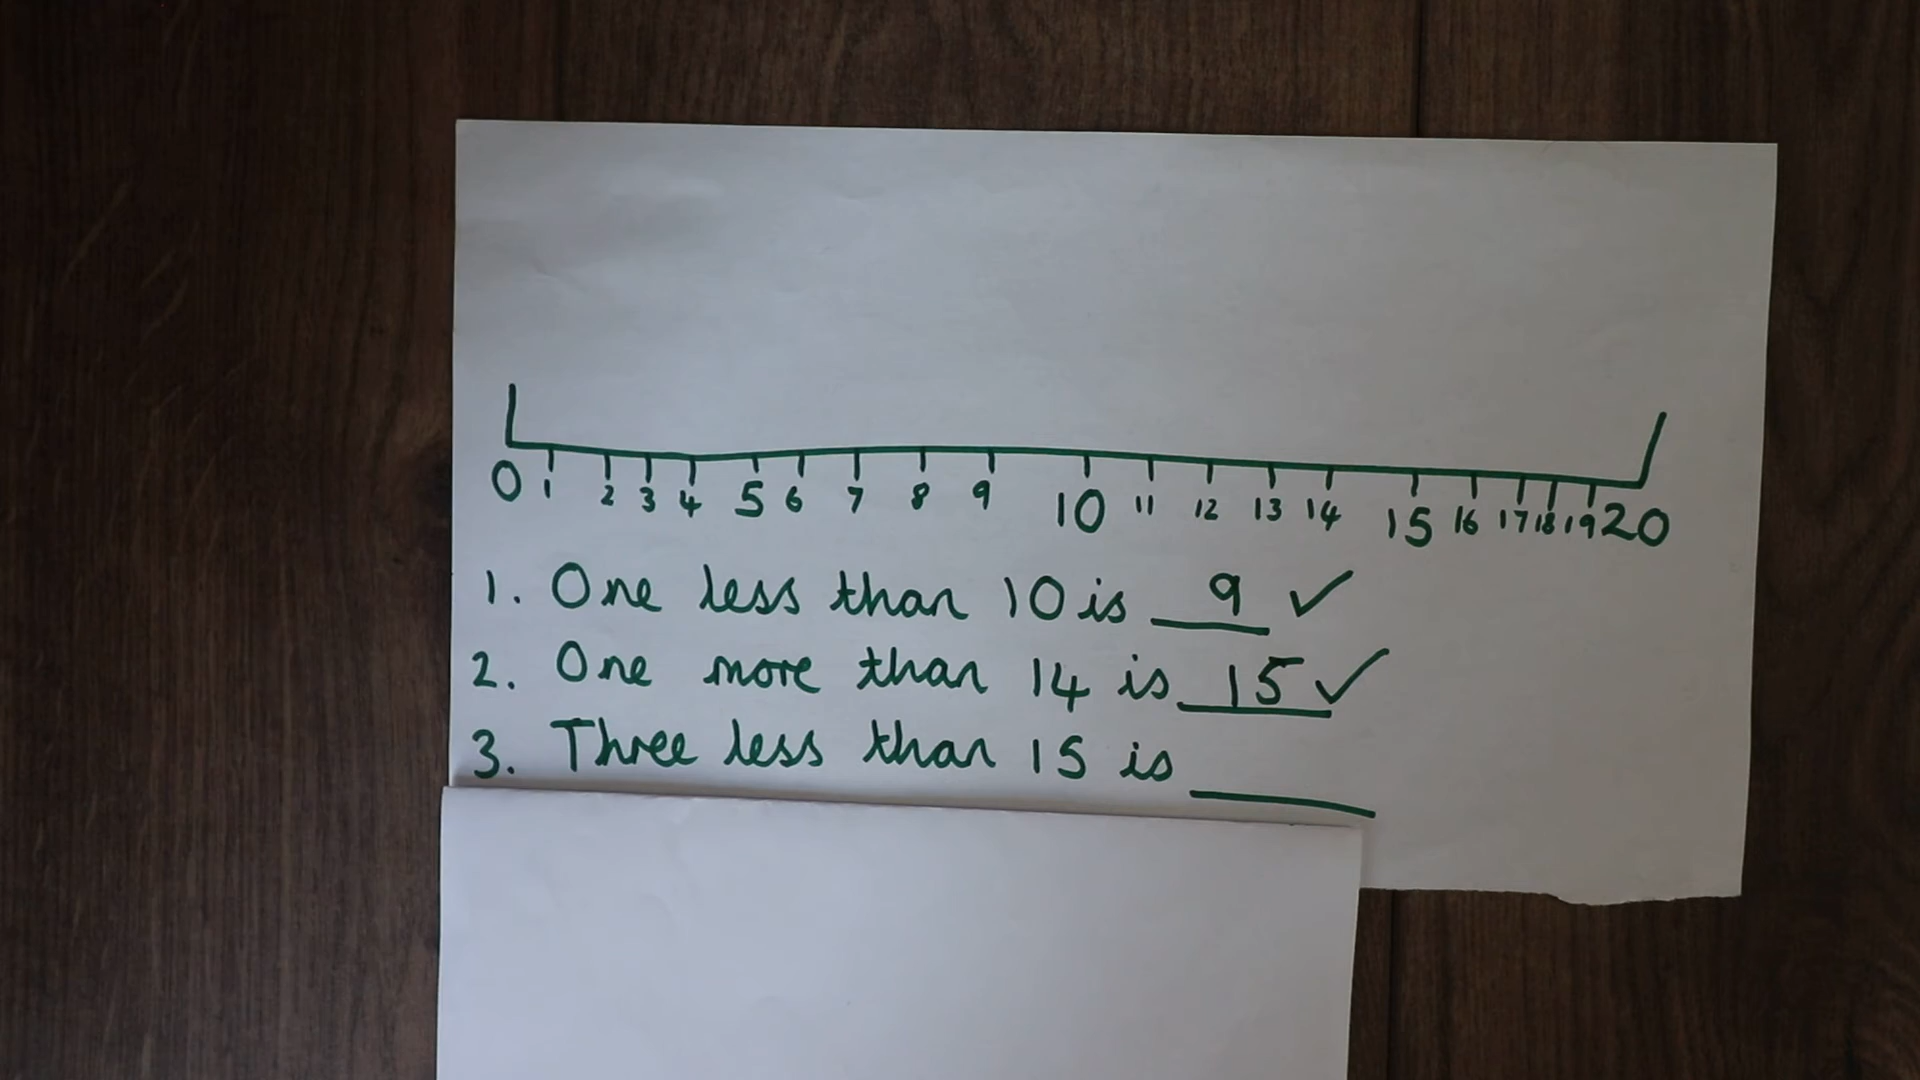 0 1 2 3 4 5 6 7 8 9 10 11 12 13 14 15 16 17 18 19 20
1. One less than 10 is 9 ✓
2. One more than 14 is 15 ✓
3. Three less than 15 is ____